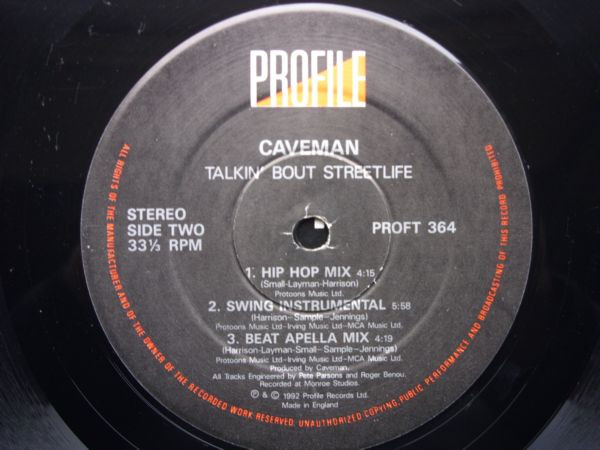 PROFILE
CAVEMAN
TALKIN' BOUT STREETLIFE
STEREO
SIDE TWO
33⅓ RPM
PROFT 364
1. HIP HOP MIX 4:15
(Small-Layman-Harrison)
Protoons Music Ltd.
2. SWING INSTRUMENTAL 5:58
(Harrison-Sample-Jennings)
Protoons Music Ltd-Irving Music Ltd-MCA Music Ltd.
3. BEAT APELLA MIX 4:19
(Harrison-Layman-Small-Sample-Jennings)
Protoons Music Ltd-Irving Music Ltd-MCA Music Ltd.
Produced by Caveman.
All Tracks Engineered by Pete Parsons and Roger Benou.
Recorded at Monroe Studios.
℗ & © 1992 Profile Records Ltd.
Made in England
ALL RIGHTS OF THE MANUFACTURER AND OF THE OWNER OF THE RECORDED WORK RESERVED. UNAUTHORIZED COPYING, PUBLIC PERFORMANCE AND BROADCASTING OF THIS RECORD PROHIBITED.